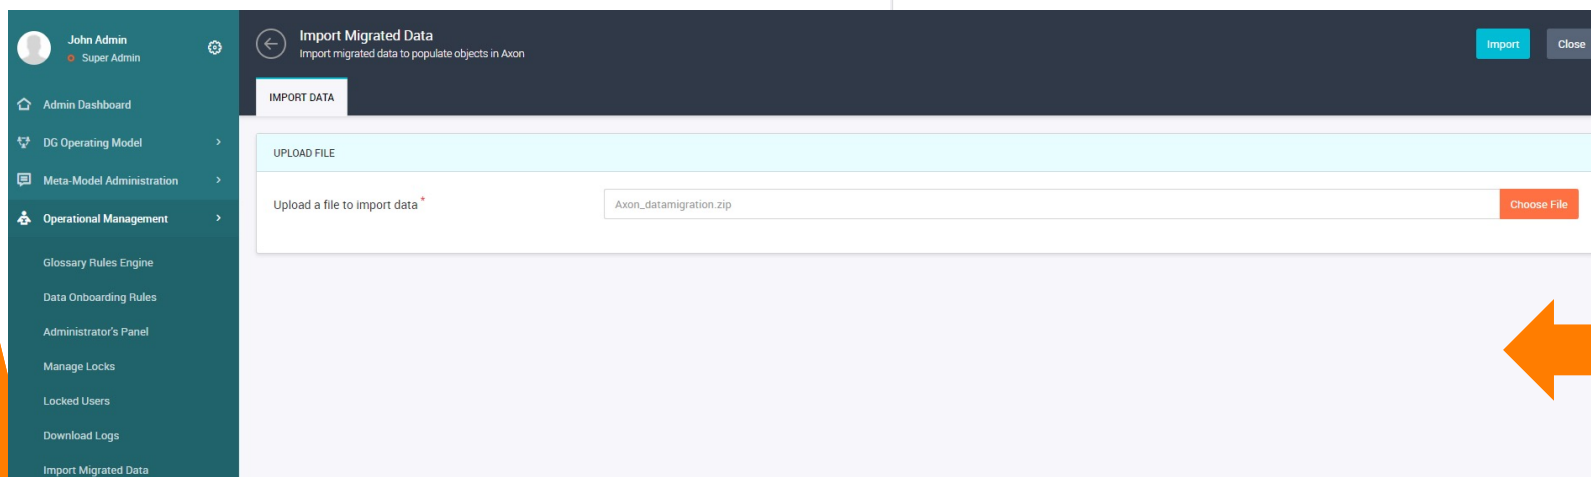 John Admin
Super Admin
Admin Dashboard
DG Operating Model
Meta-Model Administration
Operational Management
Glossary Rules Engine
Data Onboarding Rules
Administrator's Panel
Manage Locks
Locked Users
Download Logs
Import Migrated Data
Import Migrated Data
Import migrated data to populate objects in Axon
Import Close
IMPORT DATA
UPLOAD FILE
Upload a file to import data * Axon_datamigration.zip Choose File